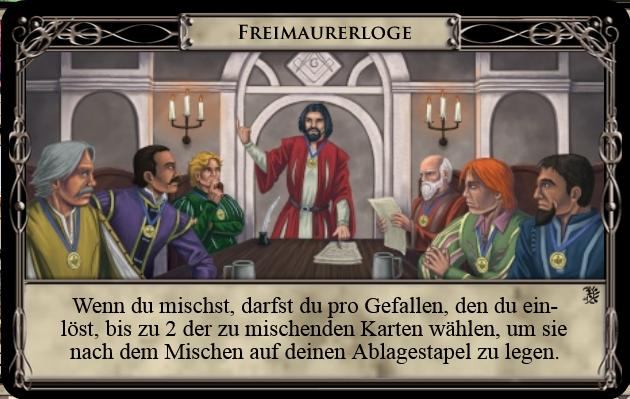 Freimaurerloge
G
Wenn du mischst, darfst du pro Gefallen, den du ein-
löst, bis zu 2 der zu mischenden Karten wählen, um sie
nach dem Mischen auf deinen Ablagestapel zu legen.